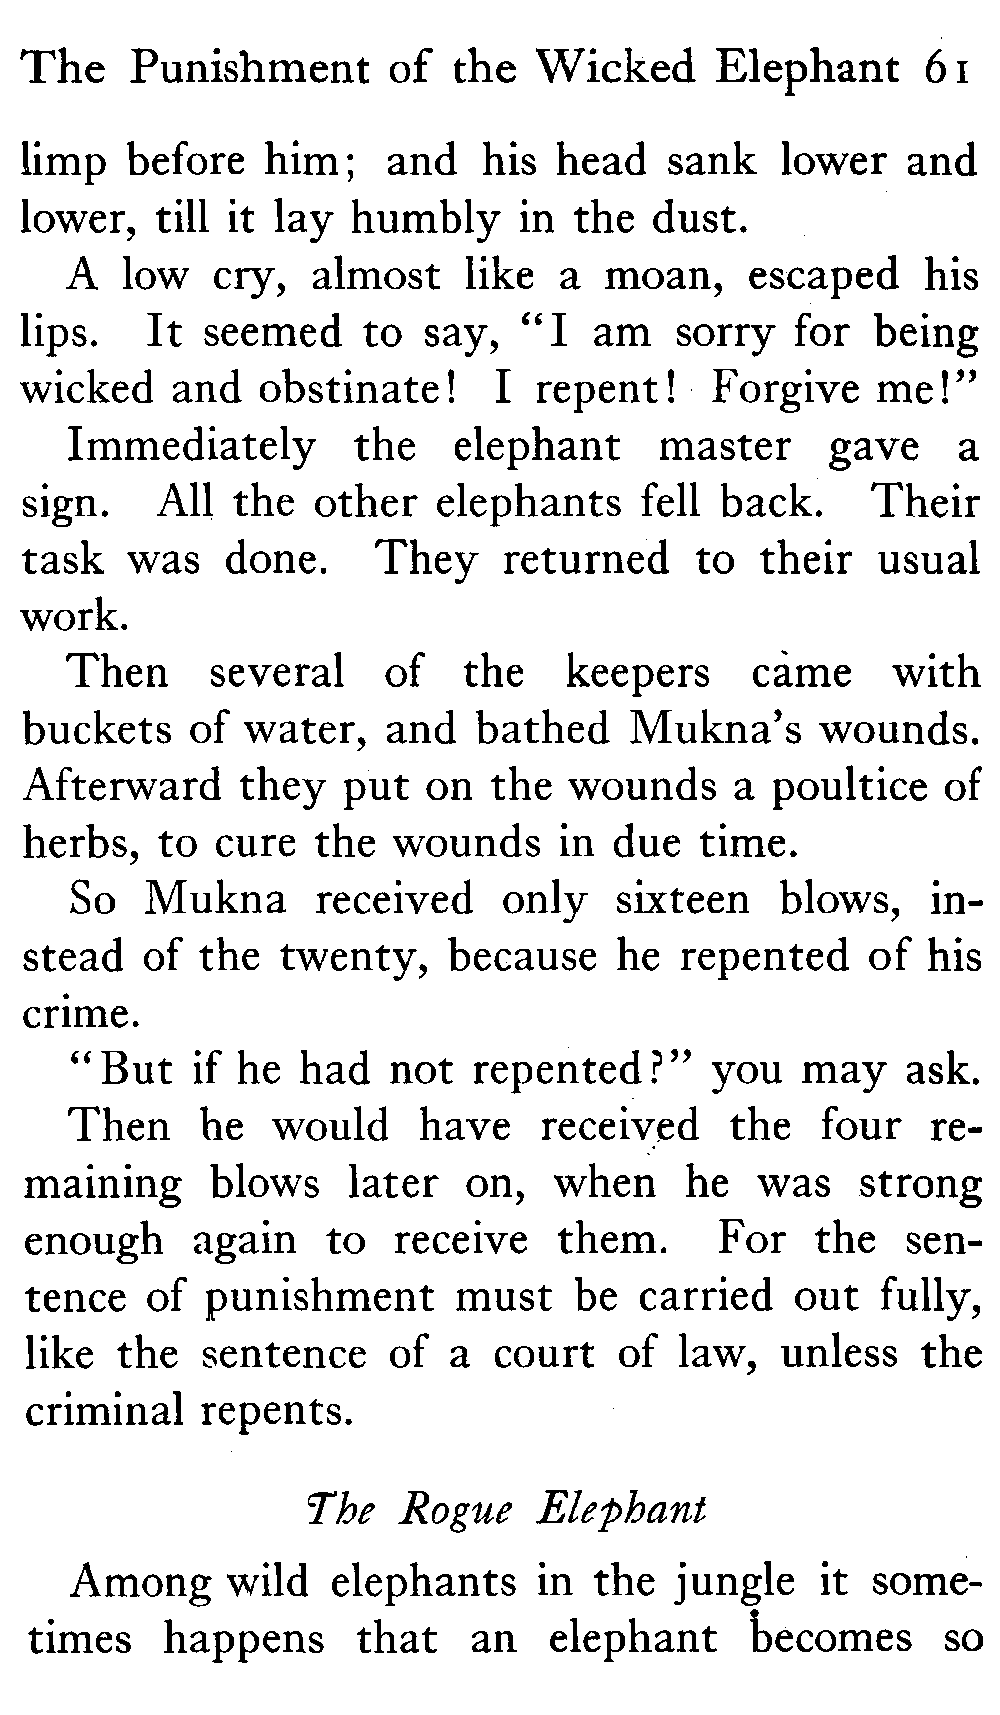 The Punishment of the Wicked Elephant 61
limp before him; and his head sank lower and
lower, till it lay humbly in the dust.
A low cry, almost like a moan, escaped his
lips. It seemed to say, “I am sorry for being
wicked and obstinate! I repent! Forgive me!”
Immediately the elephant master gave a
sign. All the other elephants fell back. Their
task was done. They returned to their usual
work.
Then several of the keepers came with
buckets of water, and bathed Mukna’s wounds.
Afterward they put on the wounds a poultice of
herbs, to cure the wounds in due time.
So Mukna received only sixteen blows, in-
stead of the twenty, because he repented of his
crime.
“But if he had not repented?” you may ask.
Then he would have received the four re-
maining blows later on, when he was strong
enough again to receive them. For the sen-
tence of punishment must be carried out fully,
like the sentence of a court of law, unless the
criminal repents.
The Rogue Elephant
Among wild elephants in the jungle it some-
times happens that an elephant becomes so